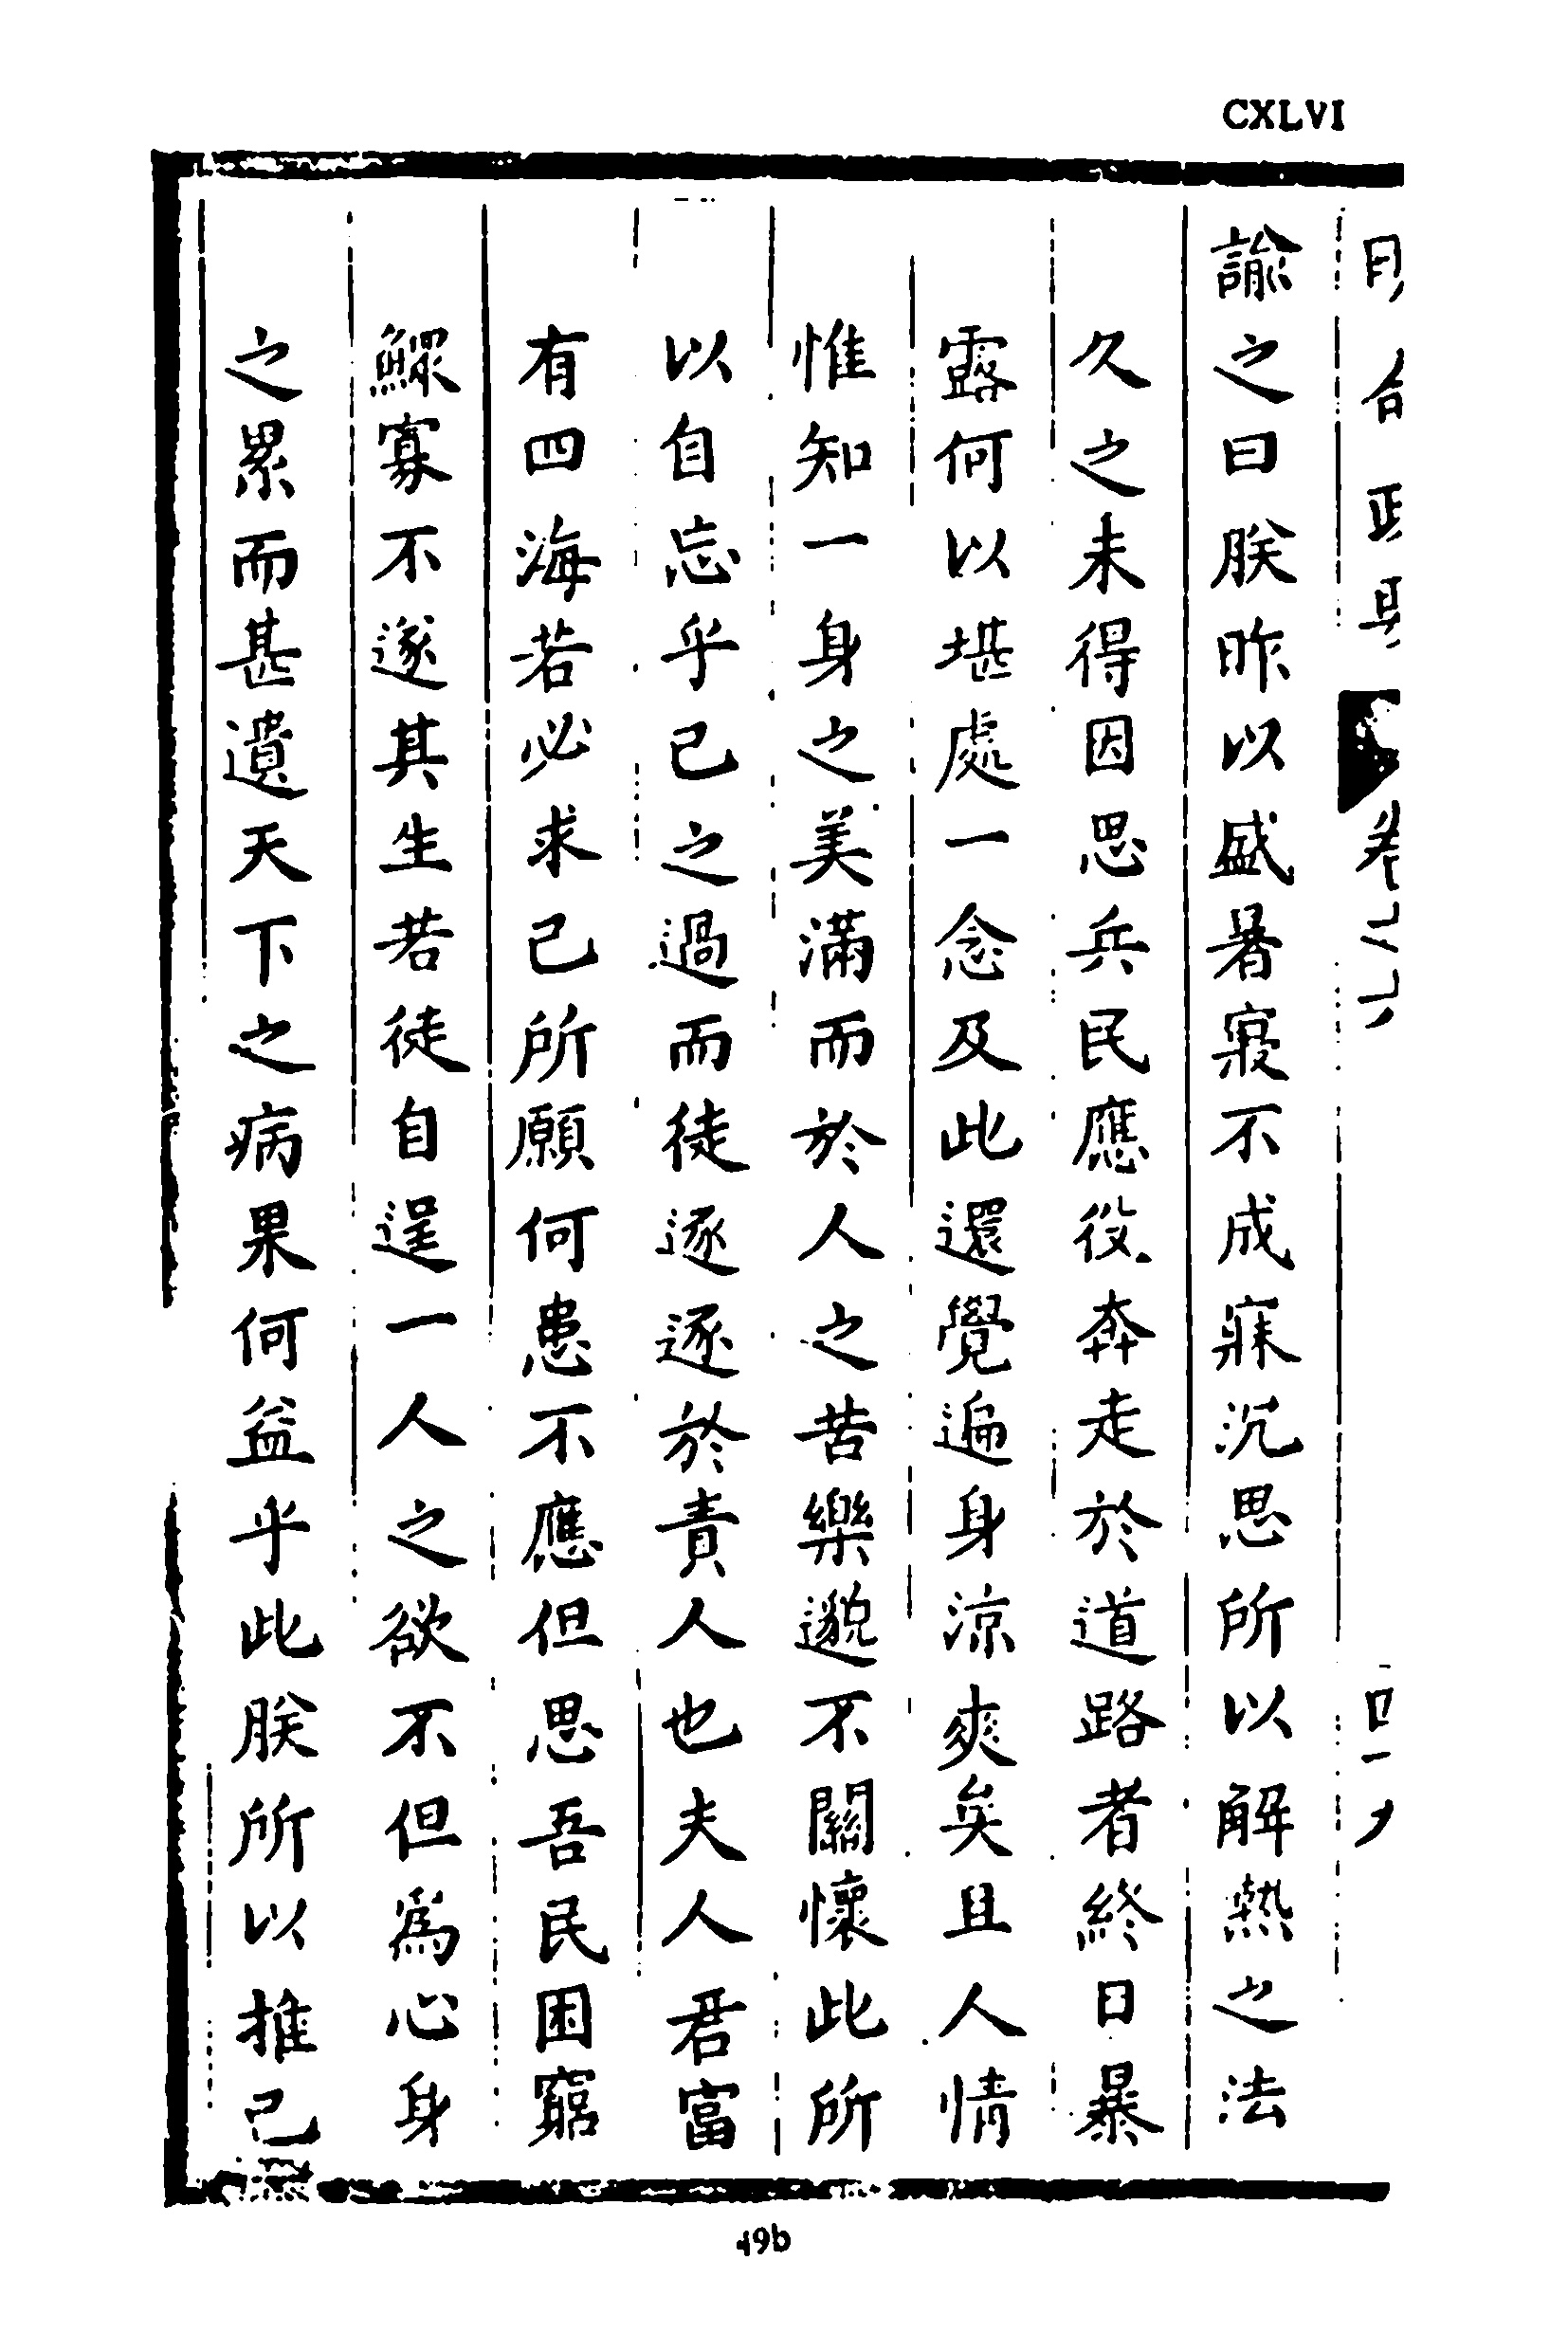 CXLVI
諭之曰朕昨以盛暑寢不成寐沉思所以解熱之法
久之未得因思兵民應役奔走於道路者終日暴
露何以堪處一念及此還覺遍身涼爽矣且人情
惟知一身之美滿而於人之苦樂邈不關懷此所
以自忘乎己之過而徒逐逐於責人也夫人君富
有四海若必求己所願何患不應但思吾民困窮
鰥寡不遂其生若徒自逞一人之欲不但為心身
之累而甚遺天下之病果何益乎此朕所以推己
49b